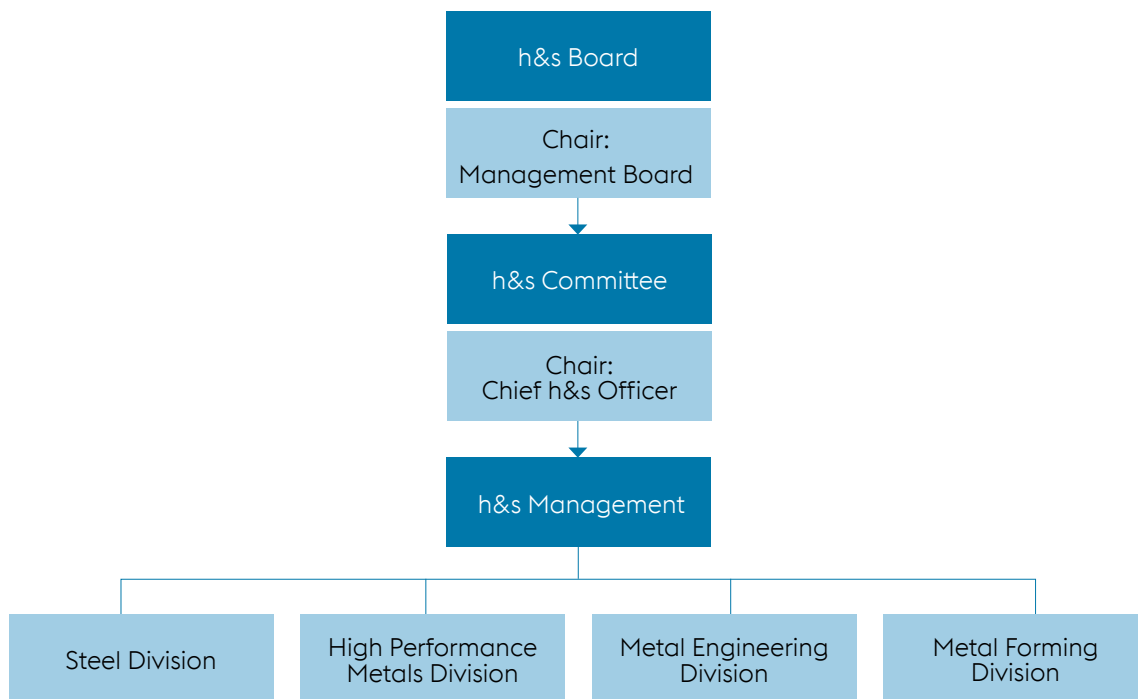 h&s Board
Chair:
Management Board
h&s Committee
Chair:
Chief h&s Officer
h&s Management
Steel Division
High Performance
Metals Division
Metal Engineering
Division
Metal Forming
Division